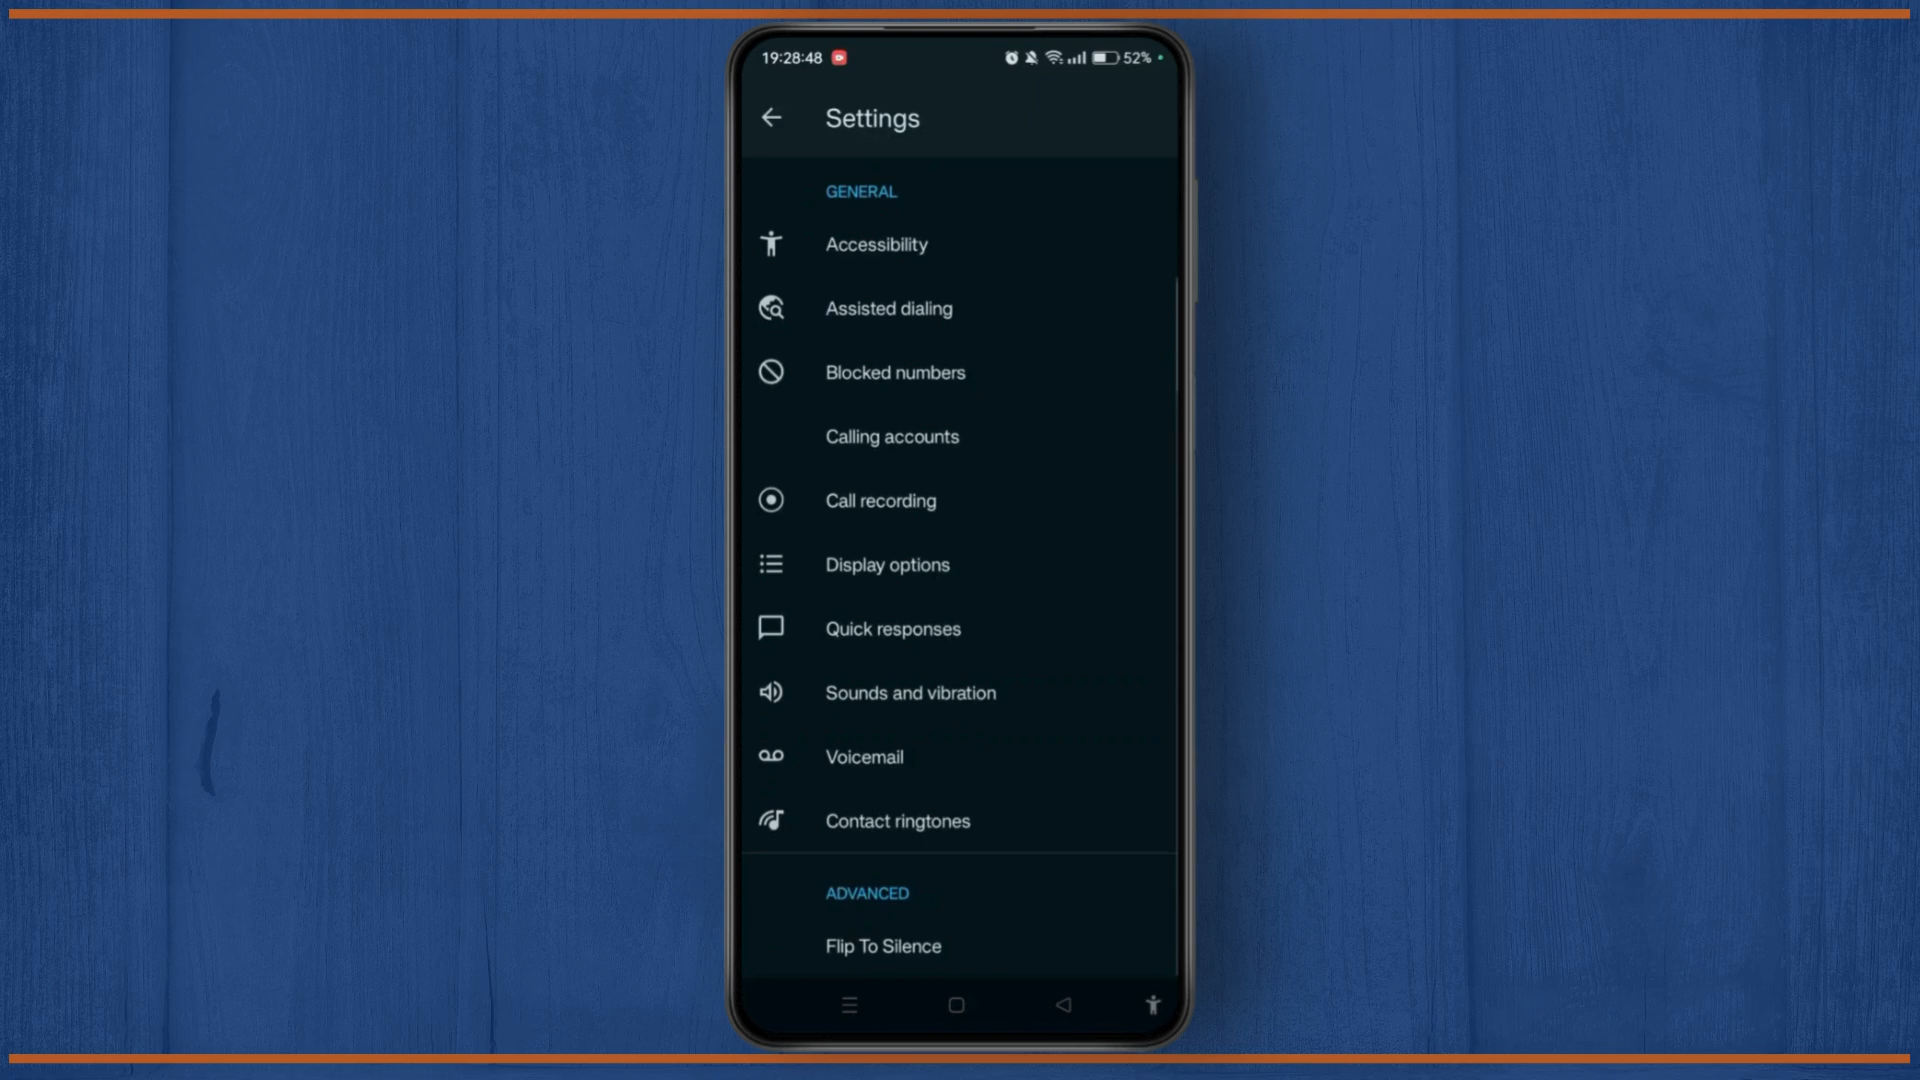 19:28:48
52%
Settings
GENERAL
Accessibility
Assisted dialing
Blocked numbers
Calling accounts
Call recording
Display options
Quick responses
Sounds and vibration
Voicemail
Contact ringtones
ADVANCED
Flip To Silence